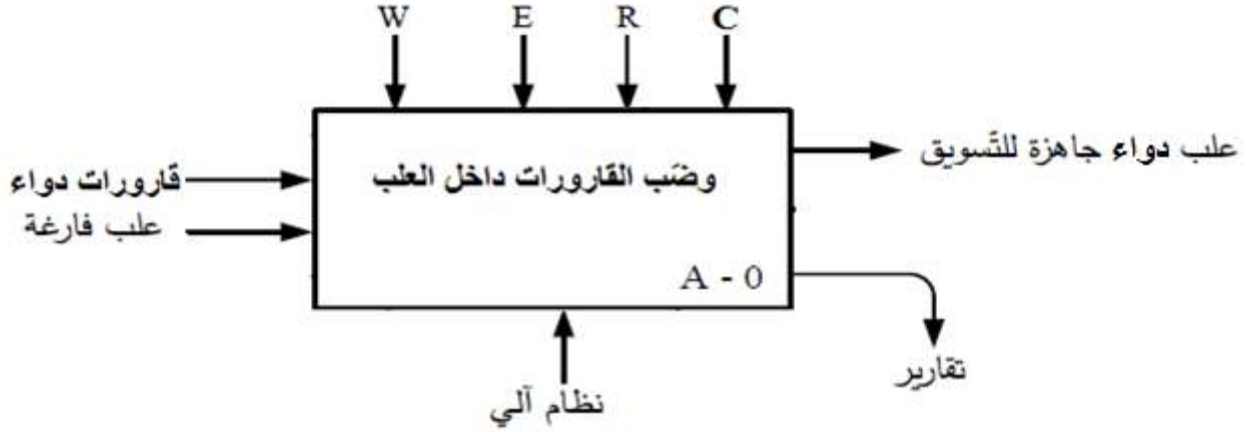 W E R C
علب دواء جاهزة للتّسويق
قارورات دواء
وضّب القارورات داخل العلب
علب فارغة
A - 0
تقارير
نظام آلي